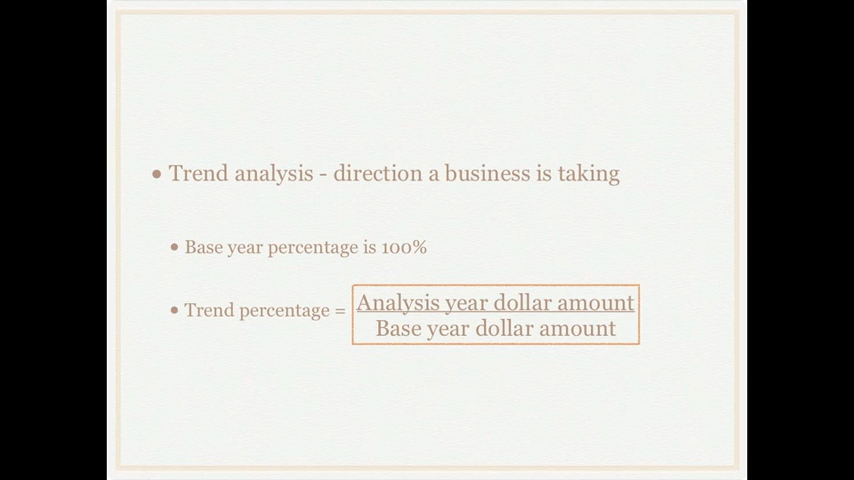 • Trend analysis - direction a business is taking
• Base year percentage is 100%
• Trend percentage =
Analysis year dollar amount
Base year dollar amount